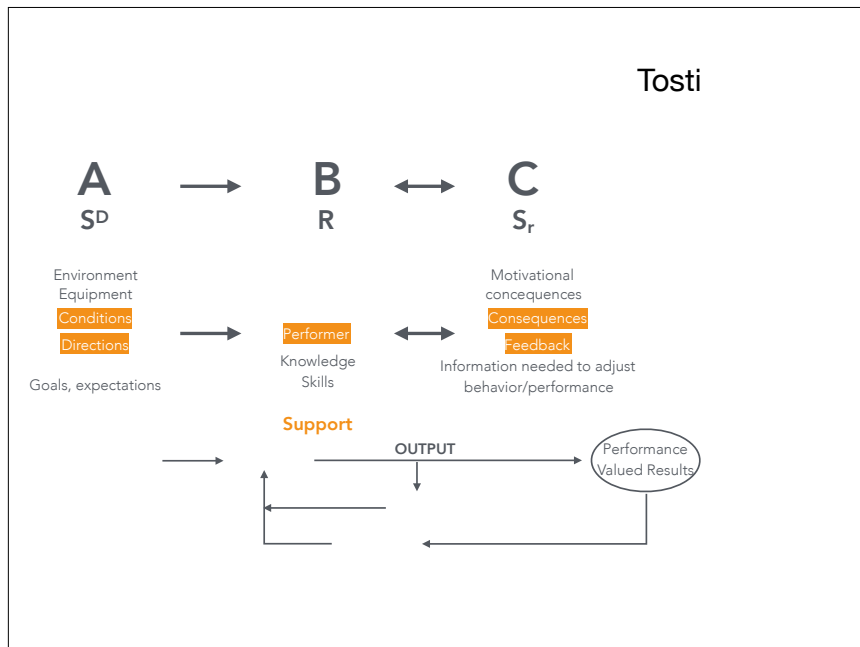 Tosti
A B C
Sᴰ R Sᵣ
Environment
Equipment
Conditions
Directions
Goals, expectations
Performer
Knowledge
Skills
Support
Motivational
concequences
Consequences
Feedback
Information needed to adjust
behavior/performance
OUTPUT
Performance
Valued Results